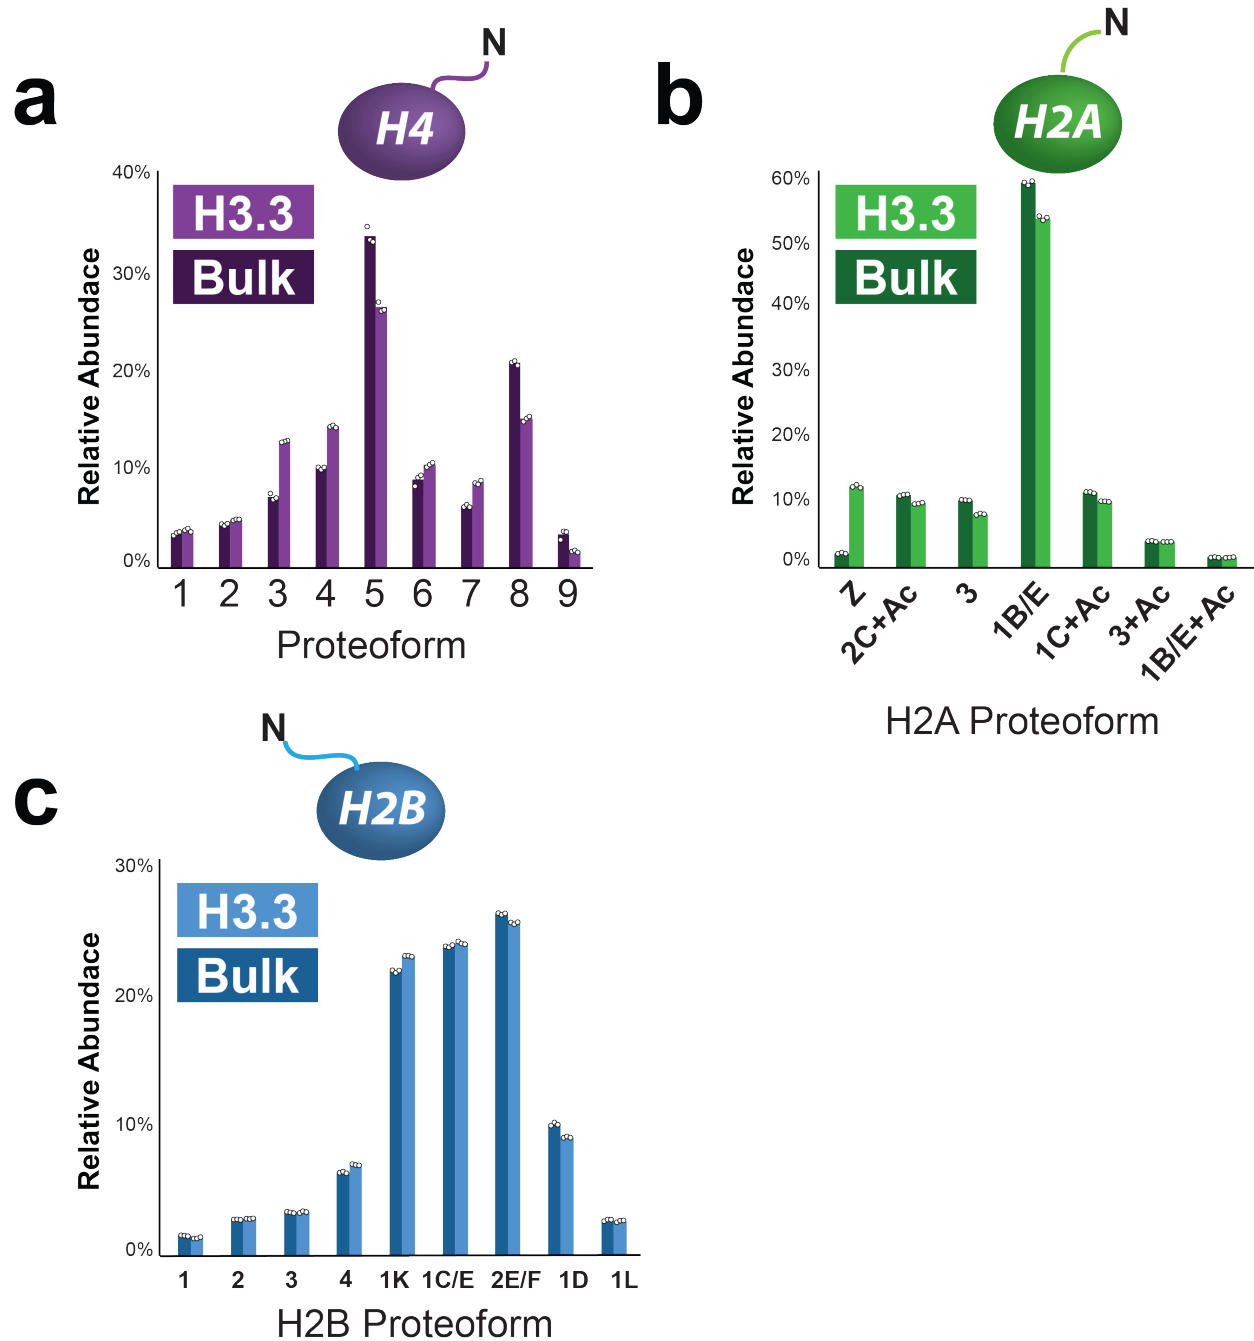 a
N
H4
40%
30%
20%
10%
0%
Relative Abundace
H3.3
Bulk
1 2 3 4 5 6 7 8 9
Proteoform
b
N
H2A
60%
50%
40%
30%
20%
10%
0%
Relative Abundace
H3.3
Bulk
Z 2C+Ac 3 1B/E 1C+Ac 3+Ac 1B/E+Ac
H2A Proteoform
c
N
H2B
30%
20%
10%
0%
Relative Abundace
H3.3
Bulk
1 2 3 4 1K 1C/E 2E/F 1D 1L
H2B Proteoform